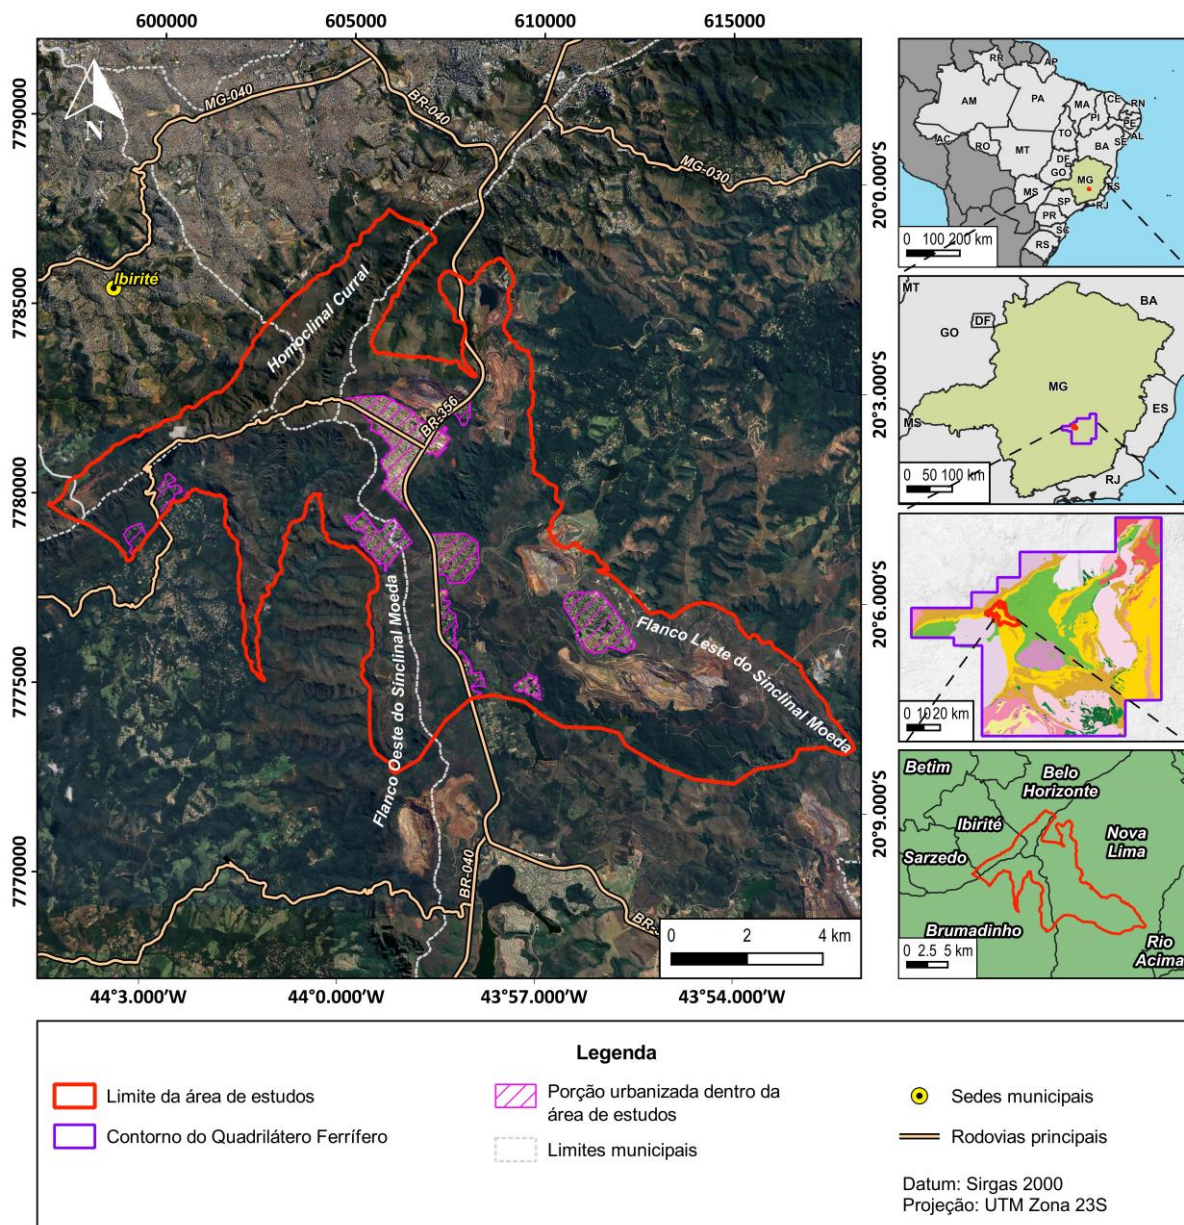 600000
605000
610000
615000
7790000
7785000
7780000
7775000
7770000
N
MG-040
BR-040
MG-030
Ibirité
Homoclinal Curral
BR-356
Flanco Oeste do Sinclinal Moeda
Flanco Leste do Sinclinal Moeda
BR-040
0 2 4 km
44°3.000'W
44°0.000'W
43°57.000'W
43°54.000'W
20°0.000'S
20°3.000'S
20°6.000'S
20°9.000'S
RR
AP
AM
PA
MA
CE
RN
PI
PE
AL
AC
TO
SE
RO
MT
BA
DF
GO
MG
ES
MS
SP
RJ
PR
SC
RS
0 100 200 km
MT
BA
GO
DF
MG
ES
MS
RJ
0 50 100 km
0 10 20 km
Betim
Belo
Horizonte
Ibirité
Nova
Lima
Sarzedo
Brumadinho
Rio
Acima
0 2.5 5 km
Legenda
Limite da área de estudos
Contorno do Quadrilátero Ferrífero
Porção urbanizada dentro da
área de estudos
Limites municipais
Sedes municipais
Rodovias principais
Datum: Sirgas 2000
Projeção: UTM Zona 23S